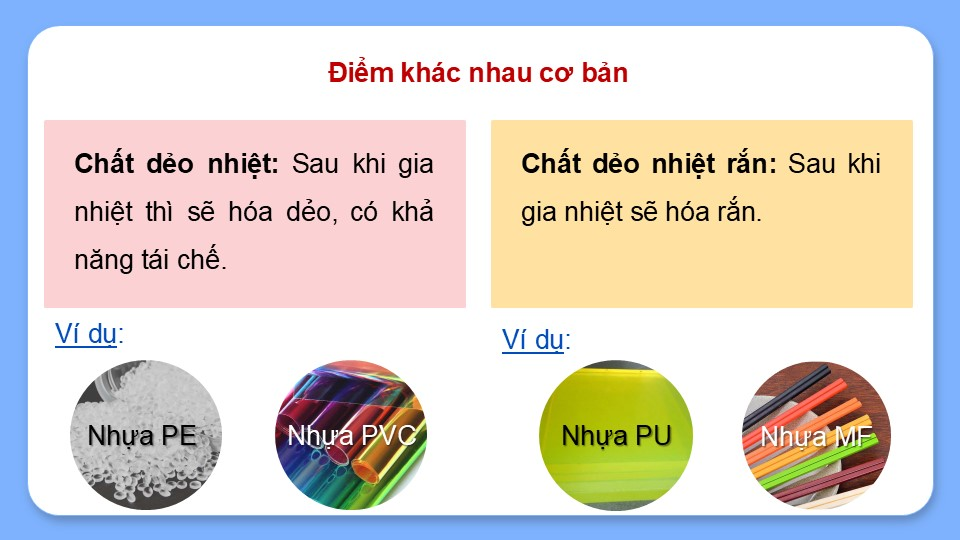 Điểm khác nhau cơ bản
Chất dẻo nhiệt: Sau khi gia
nhiệt thì sẽ hóa dẻo, có khả
năng tái chế.
Chất dẻo nhiệt rắn: Sau khi
gia nhiệt sẽ hóa rắn.
Ví dụ:
Nhựa PE
Nhựa PVC
Ví dụ:
Nhựa PU
Nhựa MF